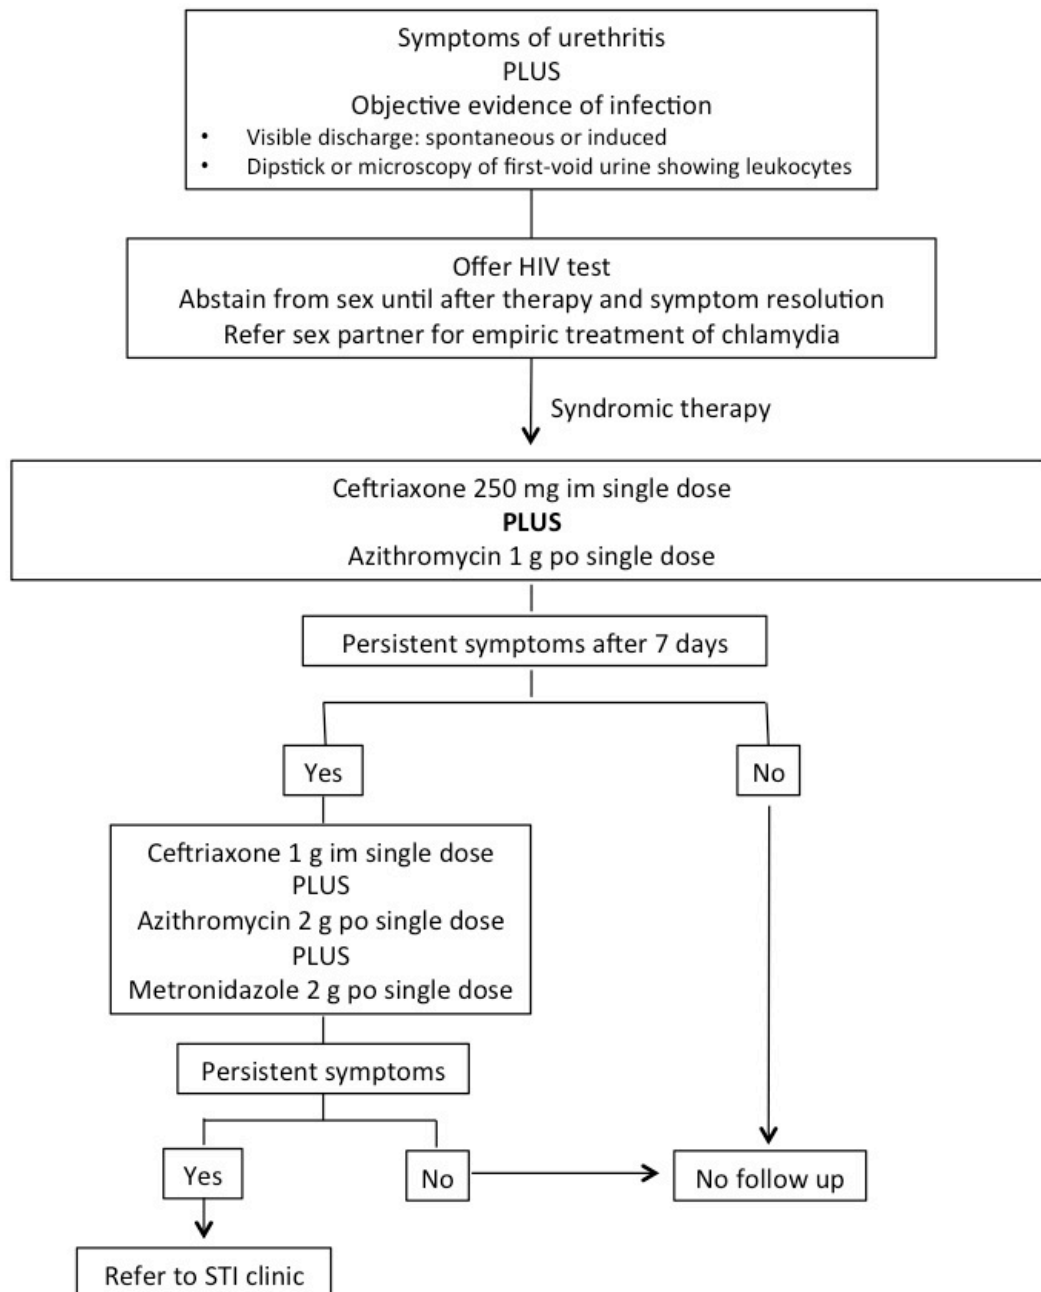 Symptoms of urethritis
PLUS
Objective evidence of infection
• Visible discharge: spontaneous or induced
• Dipstick or microscopy of first-void urine showing leukocytes
Offer HIV test
Abstain from sex until after therapy and symptom resolution
Refer sex partner for empiric treatment of chlamydia
Syndromic therapy
Ceftriaxone 250 mg im single dose
PLUS
Azithromycin 1 g po single dose
Persistent symptoms after 7 days
Yes
No
Ceftriaxone 1 g im single dose
PLUS
Azithromycin 2 g po single dose
PLUS
Metronidazole 2 g po single dose
Persistent symptoms
Yes
No
No follow up
Refer to STI clinic